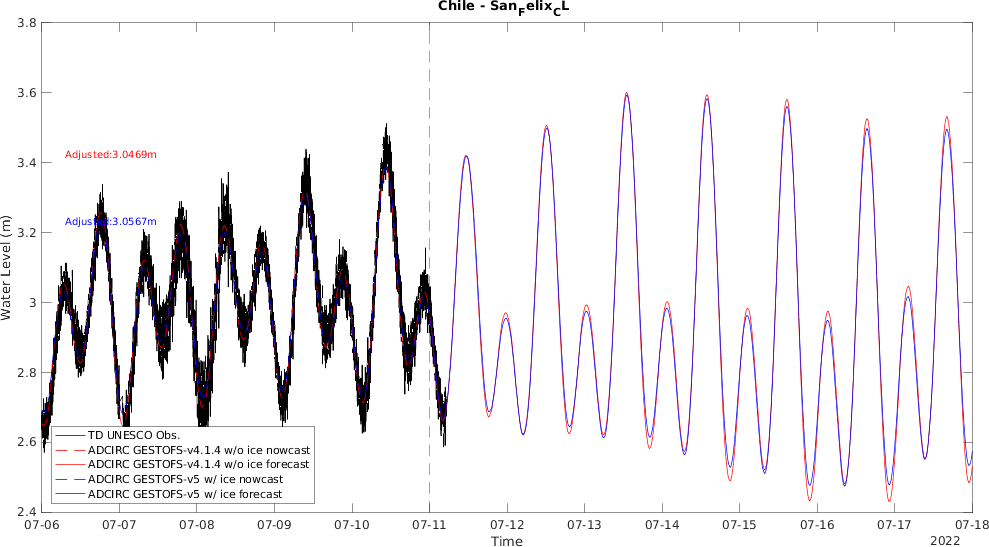 Chile - SanFelixCL
3.8
3.6
3.4
3.2
3
2.8
2.6
2.4
Water Level (m)
Adjusted:3.0469m
Adjusted:3.0567m
TD UNESCO Obs.
ADCIRC GESTOFS-v4.1.4 w/o ice nowcast
ADCIRC GESTOFS-v4.1.4 w/o ice forecast
ADCIRC GESTOFS-v5 w/ ice nowcast
ADCIRC GESTOFS-v5 w/ ice forecast
07-06 07-07 07-08 07-09 07-10 07-11 07-12 07-13 07-14 07-15 07-16 07-17 07-18
Time
2022